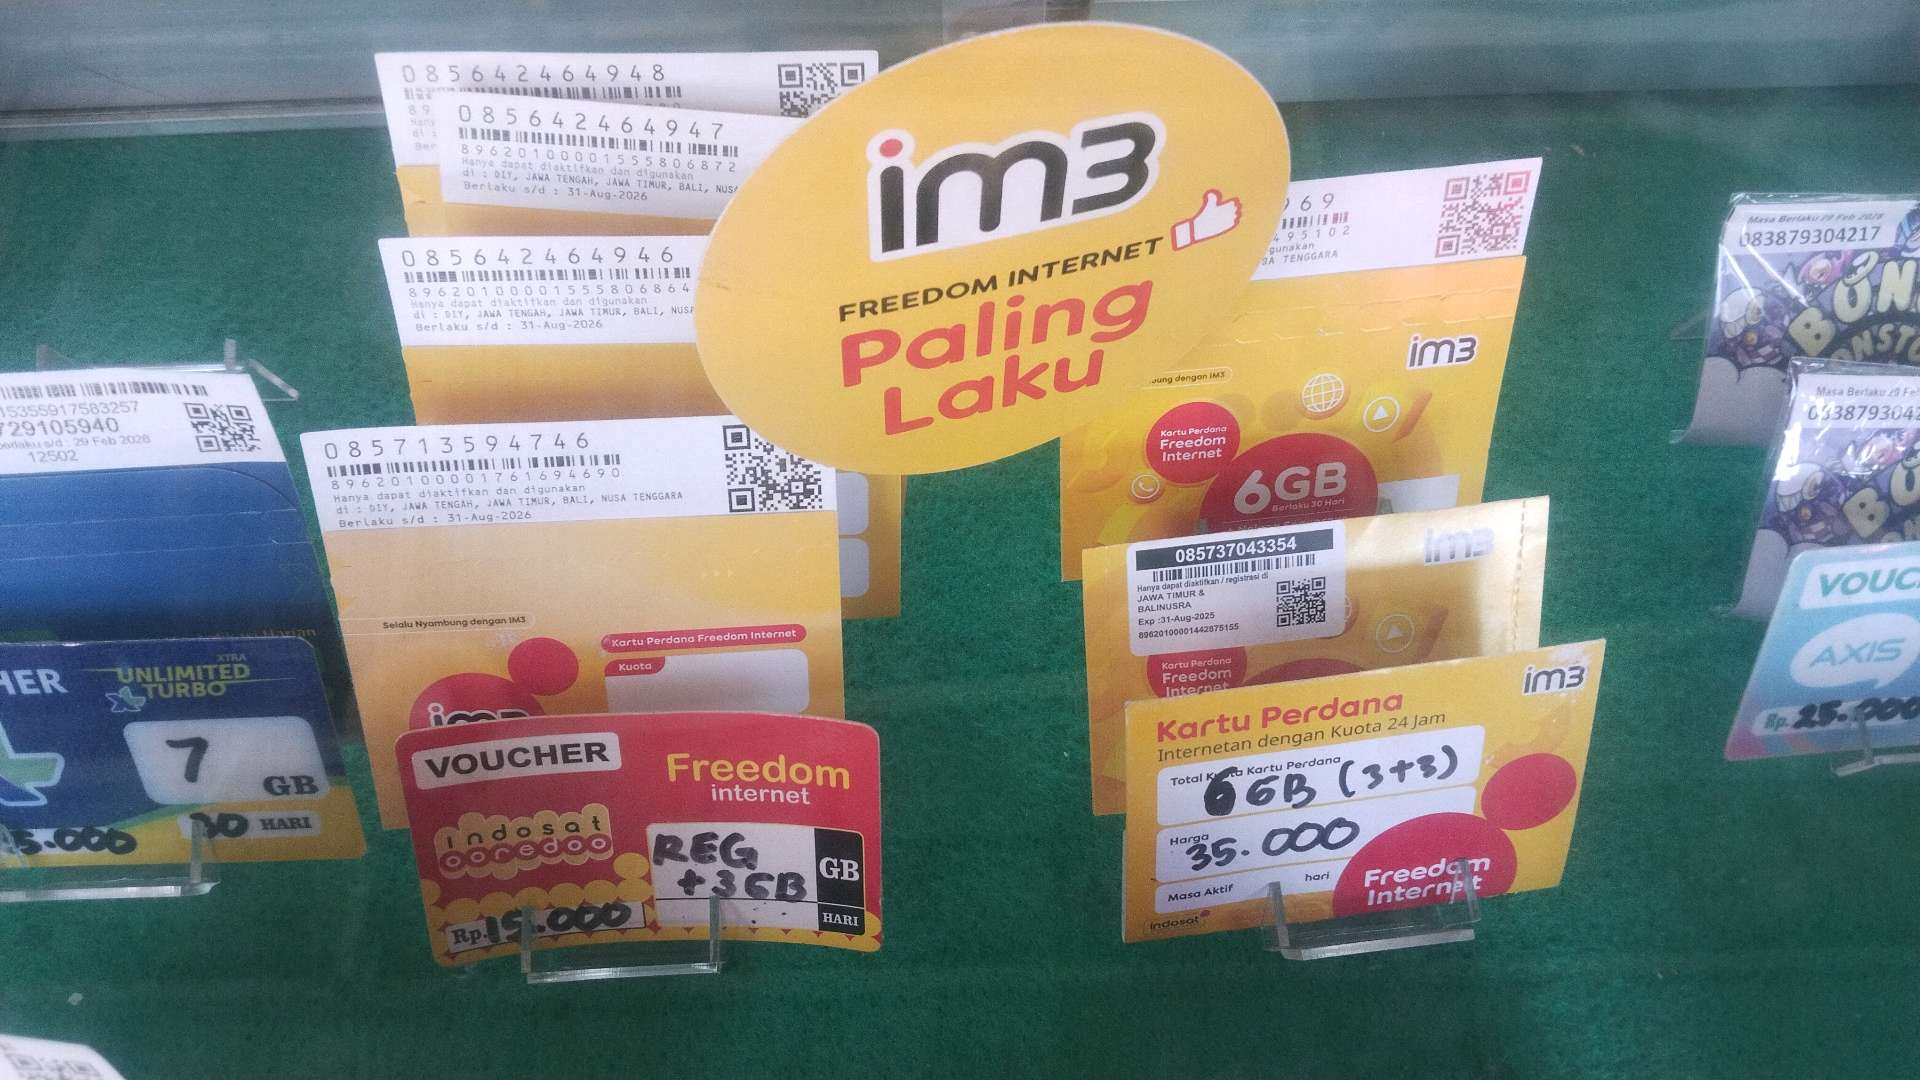 085642464948
085642464947
89620100001555806872
Hanya dapat diaktifkan dan digunakan
di : DIY, JAWA TENGAH, JAWA TIMUR, BALI,
Berlaku s/d : 31-Aug-2026
085642464946
89620100001555806864
Hanya dapat diaktifkan dan digunakan
di : DIY, JAWA TENGAH, JAWA TIMUR, BALI,
Berlaku s/d : 31-Aug-2026
im3
FREEDOM INTERNET
Paling
Laku
085713594746
89620100001761694690
Hanya dapat diaktifkan dan digunakan
di : DIY, JAWA TENGAH, JAWA TIMUR, BALI, NUSA TENGGARA
Berlaku s/d : 31-Aug-2026
Selalu Nyambung dengan IM3
Kartu Perdana Freedom Internet
Kuota
VOUCHER
Freedom
internet
indosat
ooredoo
REG
+3GB
GB
HARI
Rp. 15.000
29 Feb 2028
12502
XTRA
UNLIMITED
TURBO
7
GB
30 HARI
TENGGARA
im3
dengan IM3
Kartu Perdana
Freedom
Internet
6GB
Berlaku 30 Hari
im3
085737043354
Hanya dapat diaktifkan / registrasi di
JAWA TIMUR &
BALINUSRA
Exp :31-Aug-2025
89620100001442875155
Kartu Perdana
Freedom
Internet
im3
Kartu Perdana
Internetan dengan Kuota 24 Jam
Total Kuota Kartu Perdana
6GB (3+3)
Harga
35.000
Masa Aktif
hari
Freedom
Internet
indosat
Masa Berlaku 29 Feb 2028
083879304217
Masa Berlaku 29
AXIS
Rp. 25.000